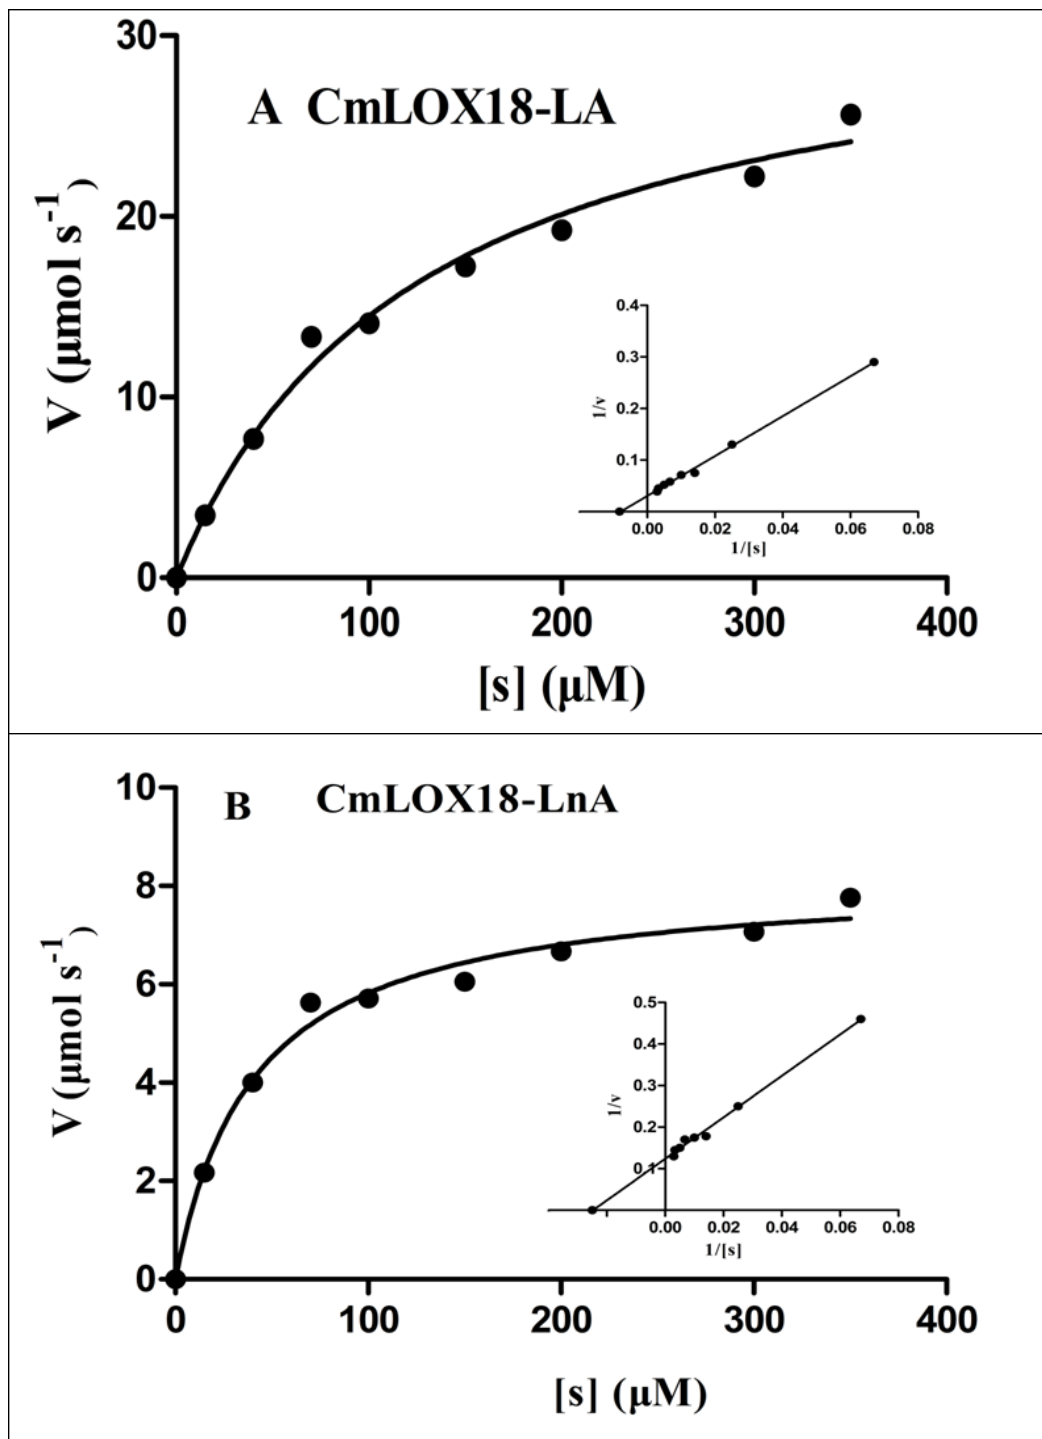 30
A CmLOX18-LA
20
V (μmol s⁻¹)
10
0
0 100 200 300 400
[s] (μM)
0.4
0.3
0.2
0.1
1/v
0.00 0.02 0.04 0.06 0.08
1/[s]
10
B CmLOX18-LnA
8
6
V (μmol s⁻¹)
4
2
0
0 100 200 300 400
[s] (μM)
0.5
0.4
0.3
0.2
0.1
1/v
0.00 0.02 0.04 0.06 0.08
1/[s]